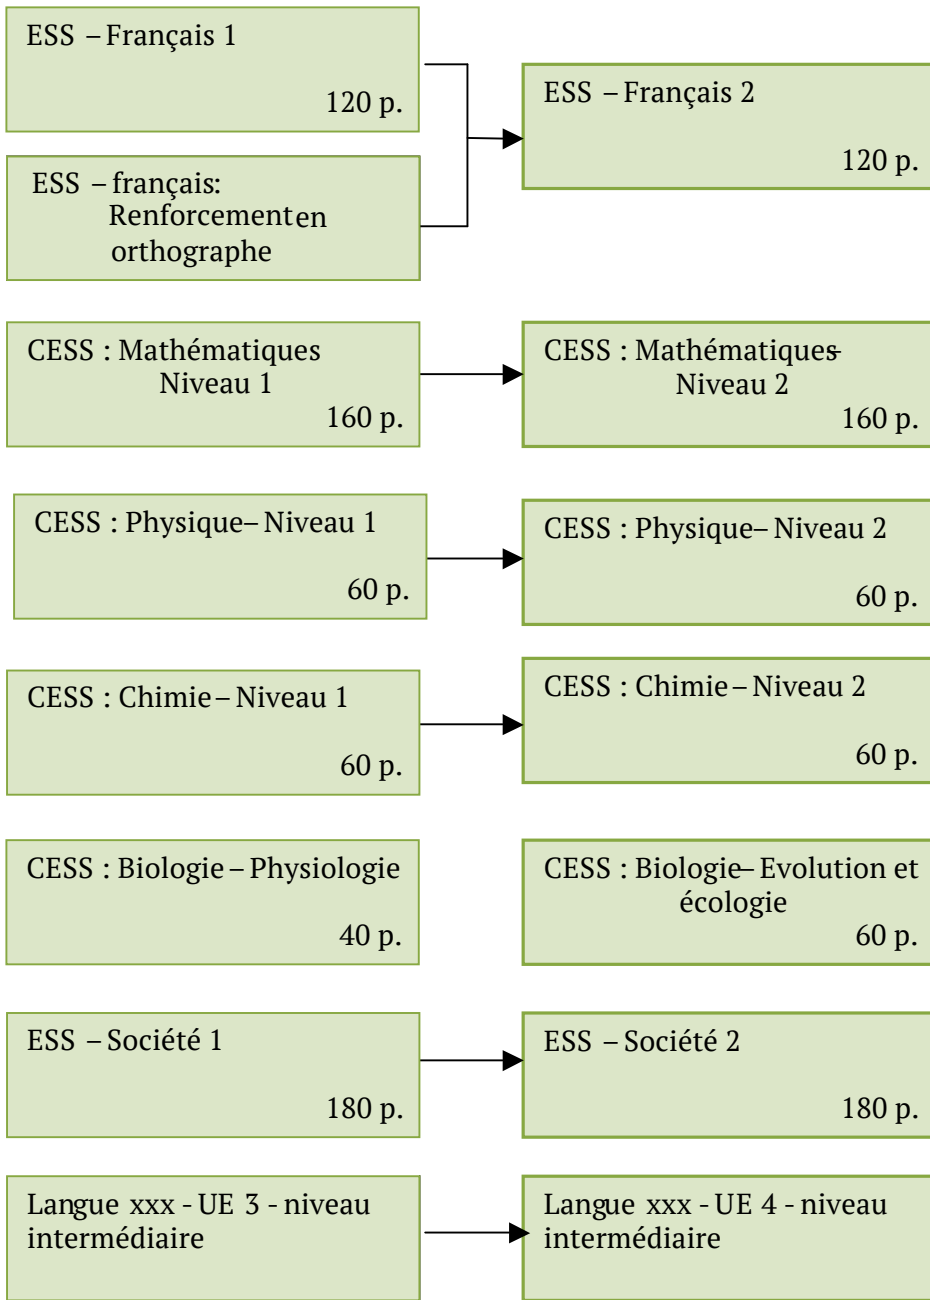 ESS – Français 1
120 p.
ESS – Français 2
120 p.
ESS – français:
Renforcement en
orthographe
CESS : Mathématiques
Niveau 1
160 p.
CESS : Mathématiques–
Niveau 2
160 p.
CESS : Physique– Niveau 1
60 p.
CESS : Physique– Niveau 2
60 p.
CESS : Chimie – Niveau 1
60 p.
CESS : Chimie – Niveau 2
60 p.
CESS : Biologie – Physiologie
40 p.
CESS : Biologie– Evolution et
écologie
60 p.
ESS – Société 1
180 p.
ESS – Société 2
180 p.
Langue xxx - UE 3 - niveau
intermédiaire
Langue xxx - UE 4 - niveau
intermédiaire